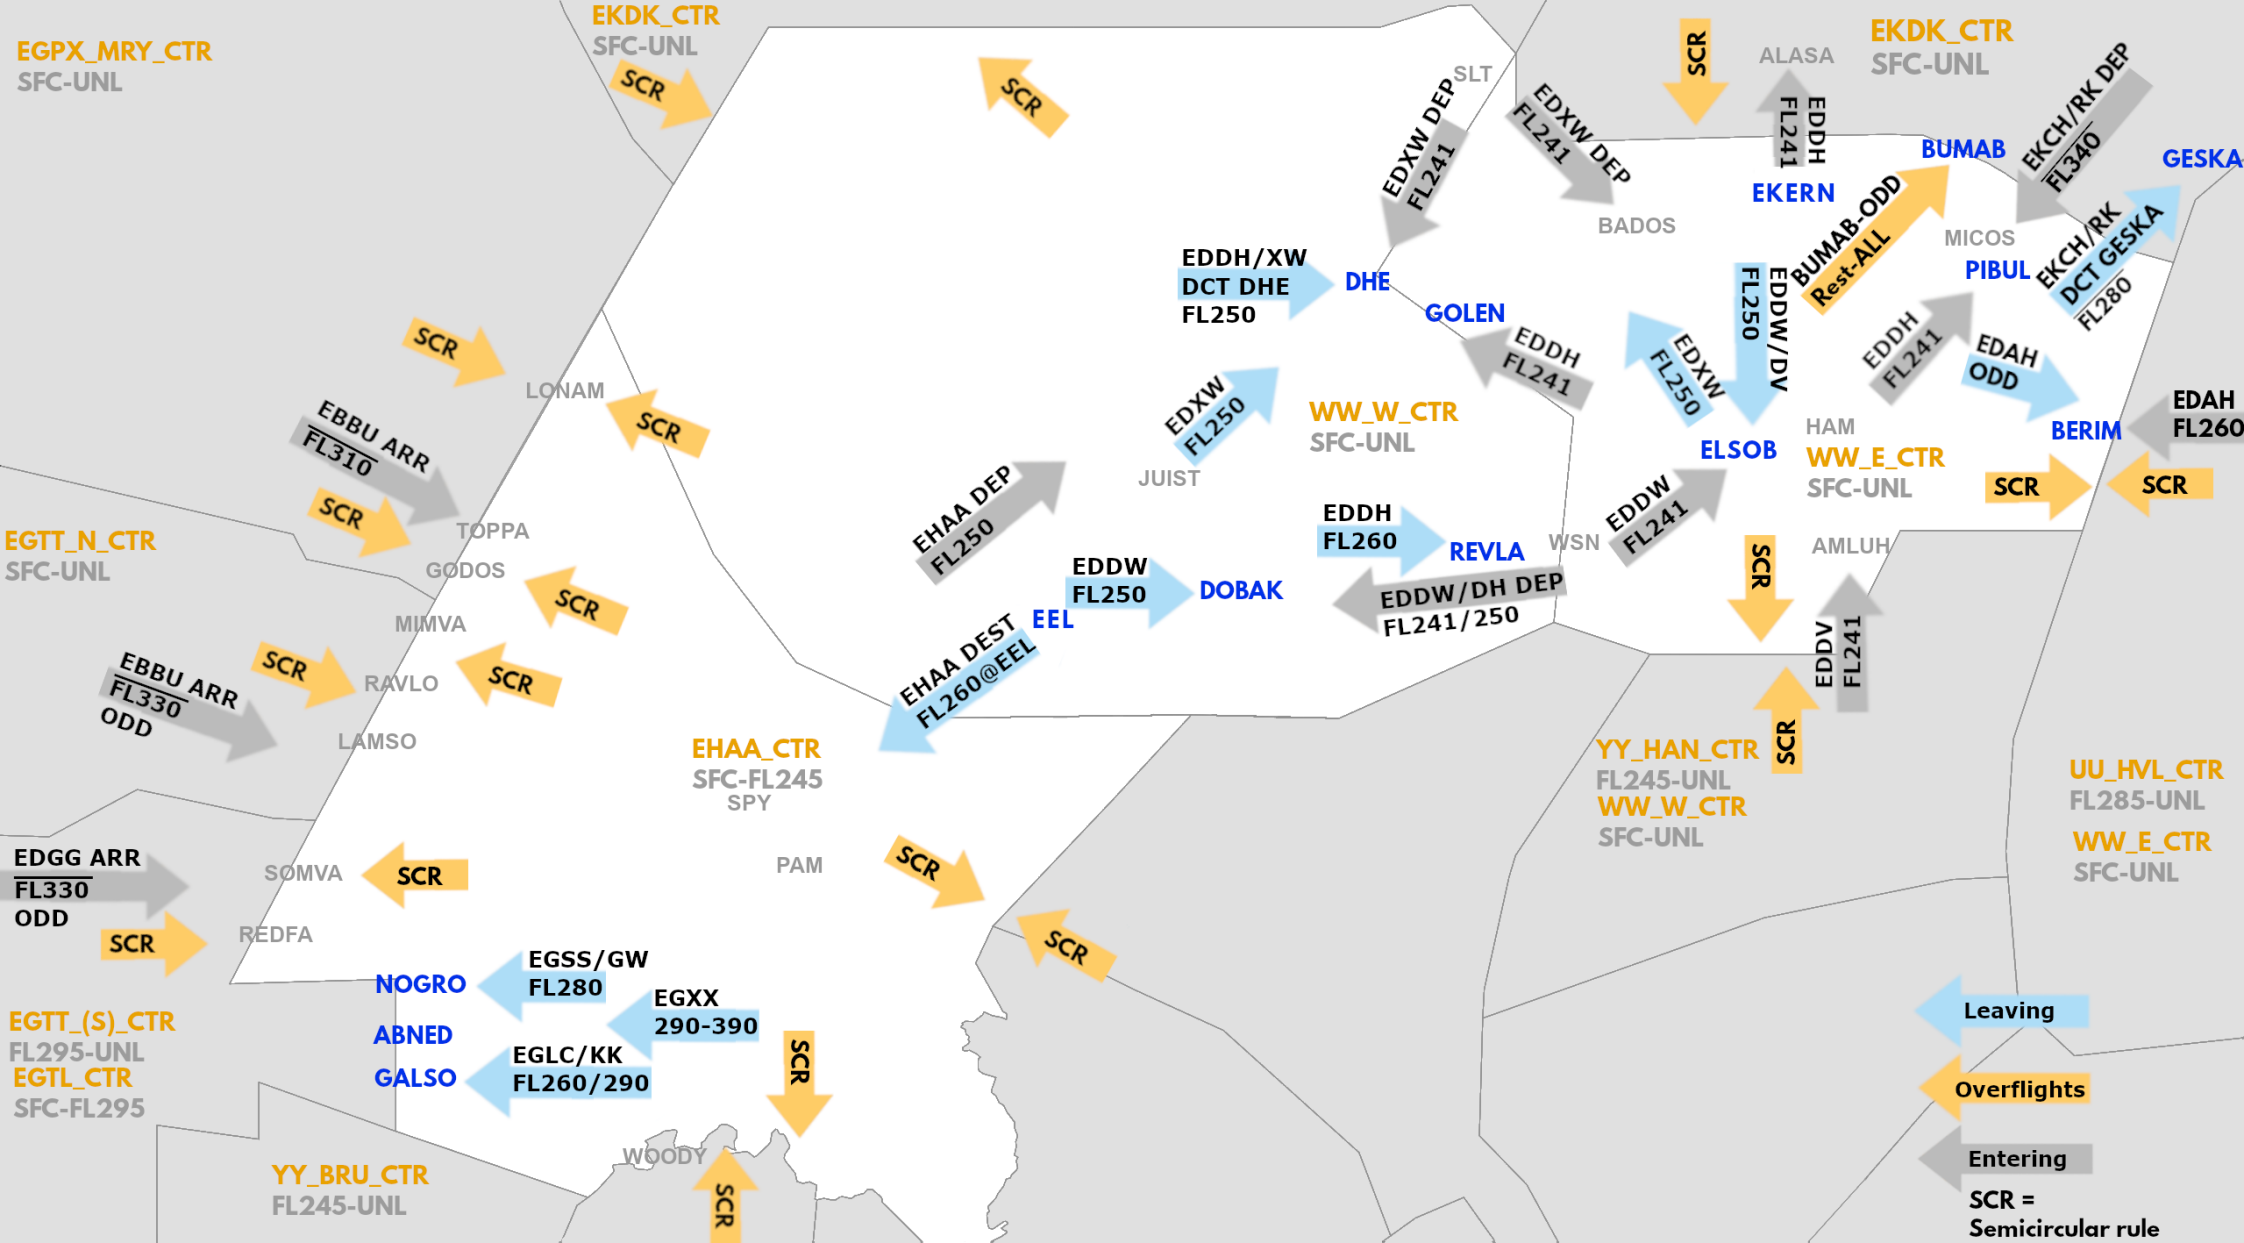 EKDK_CTR
SFC-UNL
EGPX_MRY_CTR
SFC-UNL
SCR
SCR
SLT
EDXW DEP
FL241
EDXW DEP
FL241
BADOS
SCR
ALASA
EDDH
FL241
EKERN
EKDK_CTR
SFC-UNL
EKCH/RK DEP
FL340
BUMAB
GESKA
BUMAB-ODD
Rest-ALL
MICOS
PIBUL
EKCH/RK
DCT GESKA
FL280
EDDH/XW
DCT DHE
FL250
DHE
GOLEN
EDDH
FL241
EDXW
FL250
EDDW/DV
FL250
EDDH
FL241
EDAH
ODD
EDAH
FL260
BERIM
SCR
SCR
SCR
LONAM
SCR
EBBU ARR
FL310
SCR
TOPPA
GODOS
SCR
EDXW
FL250
JUIST
WW_W_CTR
SFC-UNL
ELSOB
HAM
WW_E_CTR
SFC-UNL
EHAA DEP
FL250
EDDH
FL260
REVLA
WSN
EDDW
FL241
SCR
AMLUH
EGTT_N_CTR
SFC-UNL
EDDW
FL250
DOBAK
EDDW/DH DEP
FL241/250
EEL
EHAA DEST
FL260@EEL
MIMVA
SCR
EBBU ARR
FL330
ODD
RAVLO
SCR
LAMSO
EDDV
FL241
SCR
EHAA_CTR
SFC-FL245
SPY
PAM
YY_HAN_CTR
FL245-UNL
WW_W_CTR
SFC-UNL
UU_HVL_CTR
FL285-UNL
WW_E_CTR
SFC-UNL
EDGG ARR
FL330
ODD
SOMVA
SCR
SCR
REDFA
SCR
SCR
NOGRO
EGSS/GW
FL280
EGXX
290-390
ABNED
EGLC/KK
FL260/290
GALSO
SCR
EGTT_(S)_CTR
FL295-UNL
EGTL_CTR
SFC-FL295
WOODY
SCR
YY_BRU_CTR
FL245-UNL
Leaving
Overflights
Entering
SCR =
Semicircular rule